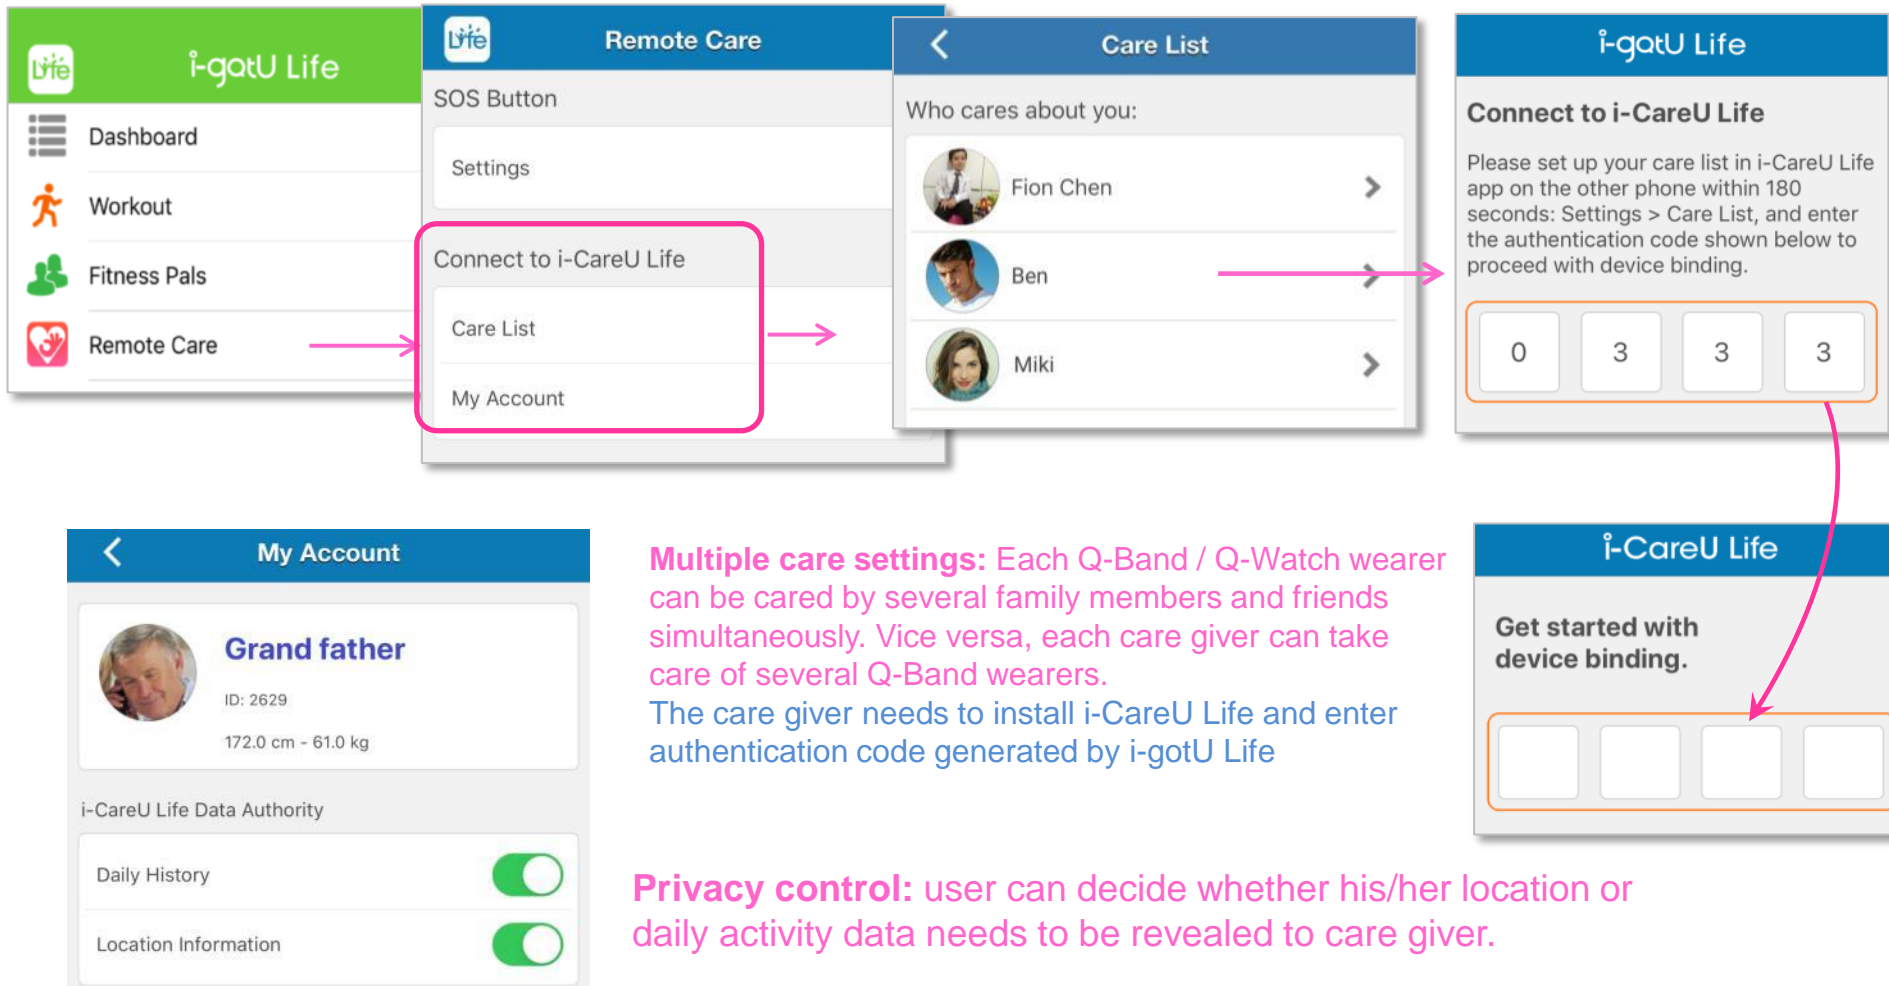 Life
i-gotU Life
Dashboard
Workout
Fitness Pals
Remote Care
Life
Remote Care
SOS Button
Settings
Connect to i-CareU Life
Care List
My Account
Care List
Who cares about you:
Fion Chen
Ben
Miki
i-gotU Life
Connect to i-CareU Life
Please set up your care list in i-CareU Life
app on the other phone within 180
seconds: Settings > Care List, and enter
the authentication code shown below to
proceed with device binding.
0 3 3 3
My Account
Grand father
ID: 2629
172.0 cm - 61.0 kg
i-CareU Life Data Authority
Daily History
Location Information
Multiple care settings: Each Q-Band / Q-Watch wearer
can be cared by several family members and friends
simultaneously. Vice versa, each care giver can take
care of several Q-Band wearers.
The care giver needs to install i-CareU Life and enter
authentication code generated by i-gotU Life
i-CareU Life
Get started with
device binding.
Privacy control: user can decide whether his/her location or
daily activity data needs to be revealed to care giver.